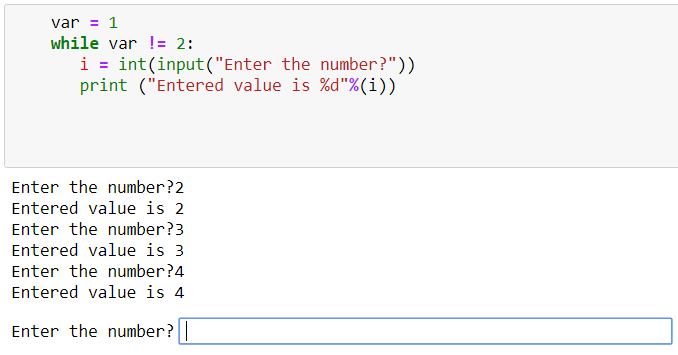 var = 1
while var != 2:
i = int(input("Enter the number?"))
print ("Entered value is %d"%(i))
Enter the number?2
Entered value is 2
Enter the number?3
Entered value is 3
Enter the number?4
Entered value is 4
Enter the number?